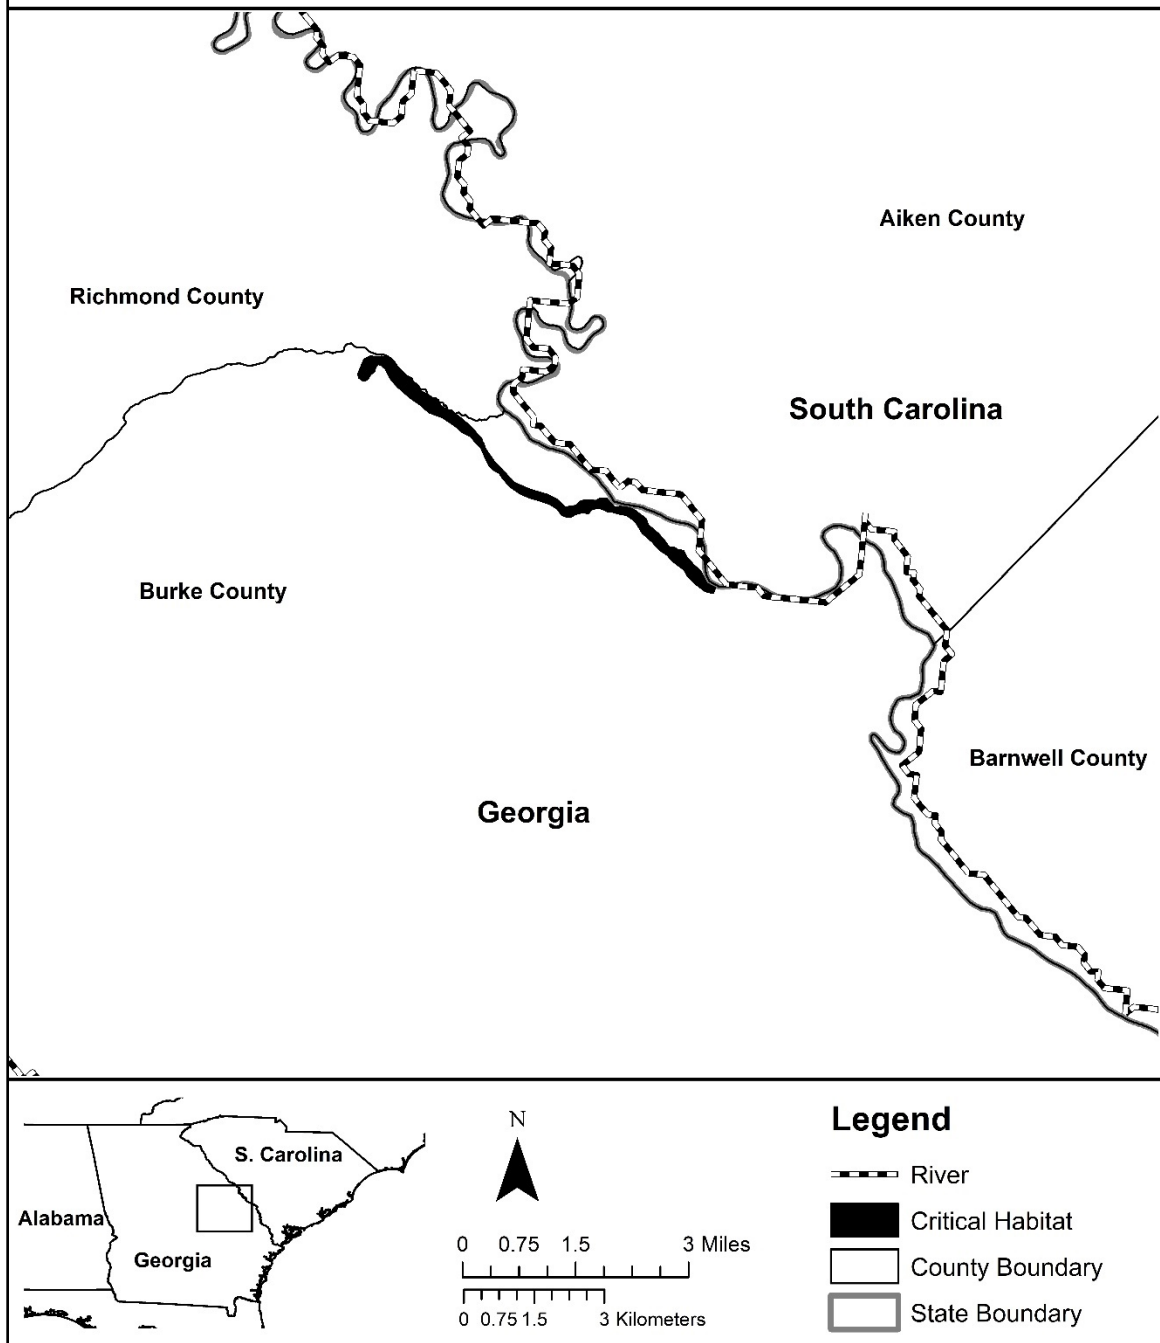 Aiken County
Richmond County
South Carolina
Burke County
Barnwell County
Georgia
S. Carolina
Alabama
Georgia
N
0 0.75 1.5 3 Miles
0 0.75 1.5 3 Kilometers
Legend
River
Critical Habitat
County Boundary
State Boundary